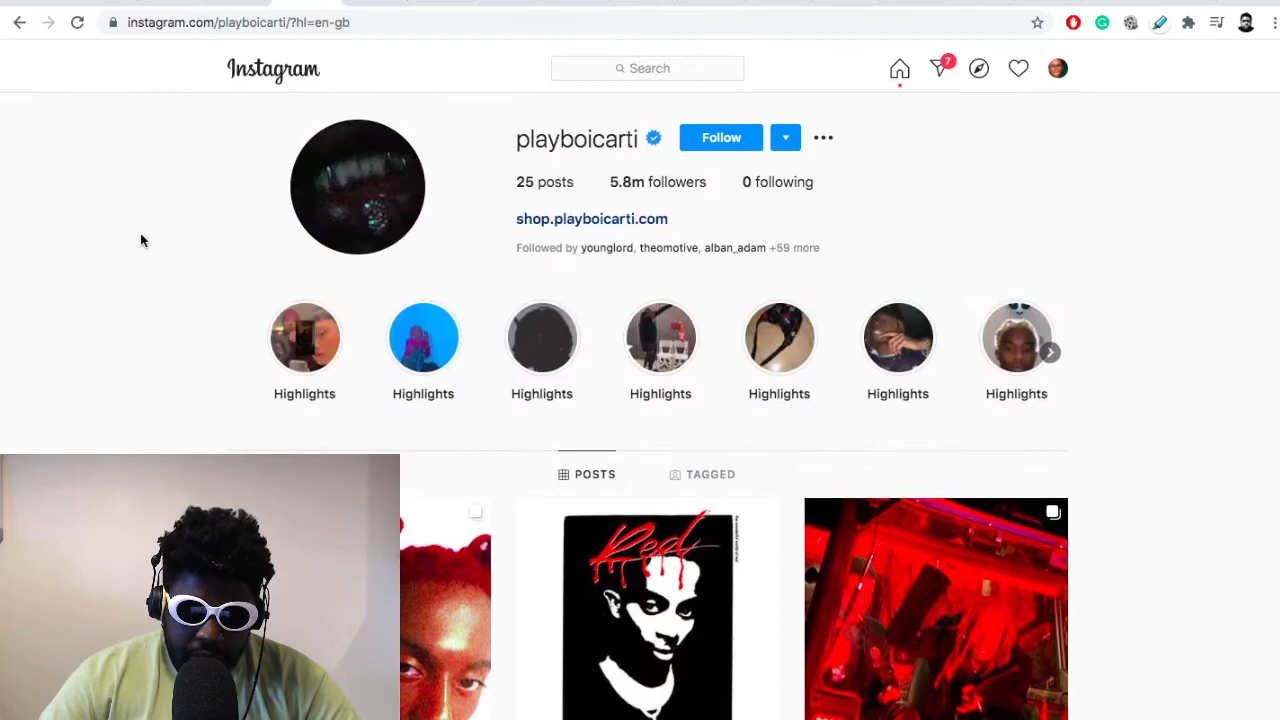 instagram.com/playboicarti/?hl=en-gb
Instagram
Search
7
playboicarti
Follow
25 posts 5.8m followers 0 following
shop.playboicarti.com
Followed by younglord, theomotive, alban_adam +59 more
Highlights Highlights Highlights Highlights Highlights Highlights Highlights
POSTS TAGGED
Red